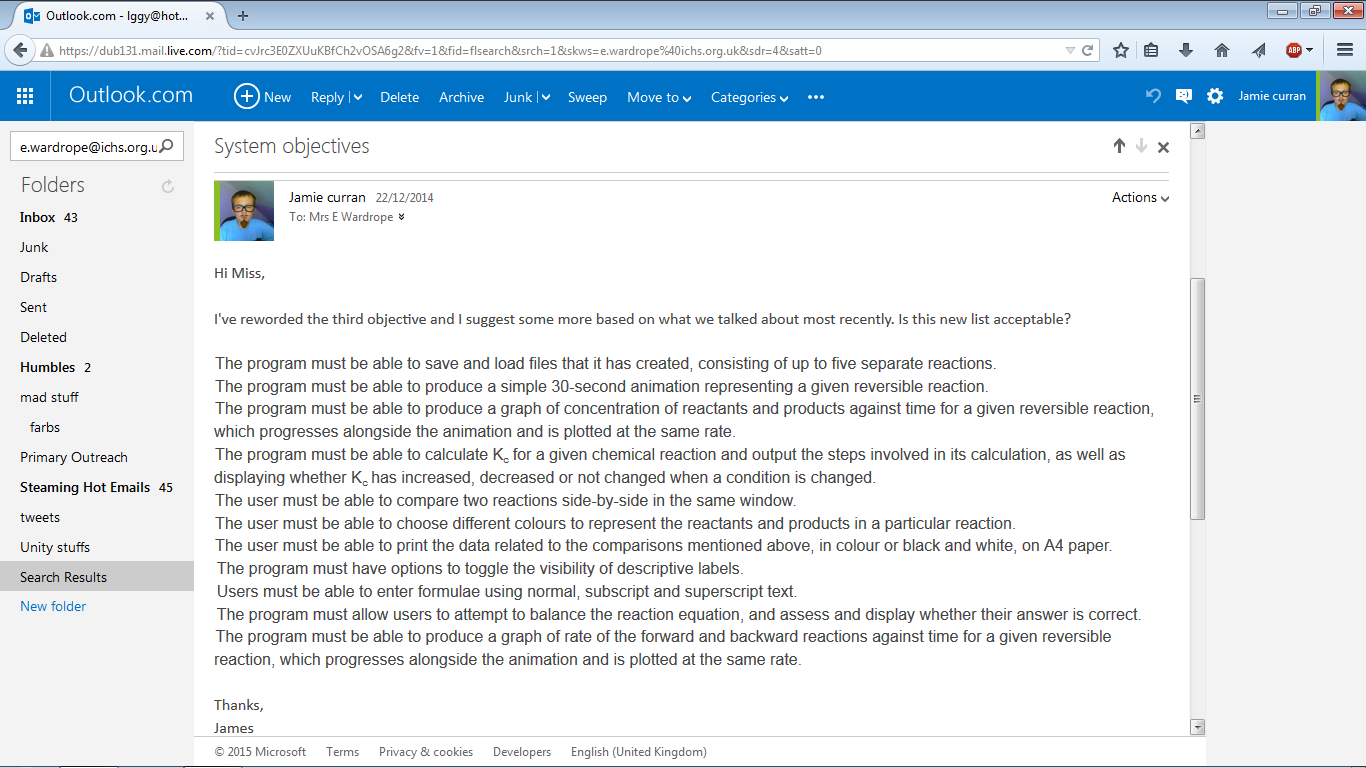 Outlook.com - Iggy@hot...
https://dub131.mail.live.com/?tid=cvJrc3E0ZXUuKBfCh2vOSA6g2&fv=1&fid=flsearch&srch=1&skws=e.wardrope%40ichs.org.uk&sdr=4&satt=0
ABP
Outlook.com
New Reply Delete Archive Junk Sweep Move to Categories
Jamie curran
e.wardrope@ichs.org.u
Folders
Inbox 43
Junk
Drafts
Sent
Deleted
Humbles 2
mad stuff
farbs
Primary Outreach
Steaming Hot Emails 45
tweets
Unity stuffs
Search Results
New folder
System objectives
Jamie curran 22/12/2014
To: Mrs E Wardrope
Actions
Hi Miss,
I've reworded the third objective and I suggest some more based on what we talked about most recently. Is this new list acceptable?
The program must be able to save and load files that it has created, consisting of up to five separate reactions.
The program must be able to produce a simple 30-second animation representing a given reversible reaction.
The program must be able to produce a graph of concentration of reactants and products against time for a given reversible reaction,
which progresses alongside the animation and is plotted at the same rate.
The program must be able to calculate Kc for a given chemical reaction and output the steps involved in its calculation, as well as
displaying whether Kc has increased, decreased or not changed when a condition is changed.
The user must be able to compare two reactions side-by-side in the same window.
The user must be able to choose different colours to represent the reactants and products in a particular reaction.
The user must be able to print the data related to the comparisons mentioned above, in colour or black and white, on A4 paper.
The program must have options to toggle the visibility of descriptive labels.
Users must be able to enter formulae using normal, subscript and superscript text.
The program must allow users to attempt to balance the reaction equation, and assess and display whether their answer is correct.
The program must be able to produce a graph of rate of the forward and backward reactions against time for a given reversible
reaction, which progresses alongside the animation and is plotted at the same rate.
Thanks,
James
© 2015 Microsoft Terms Privacy & cookies Developers English (United Kingdom)